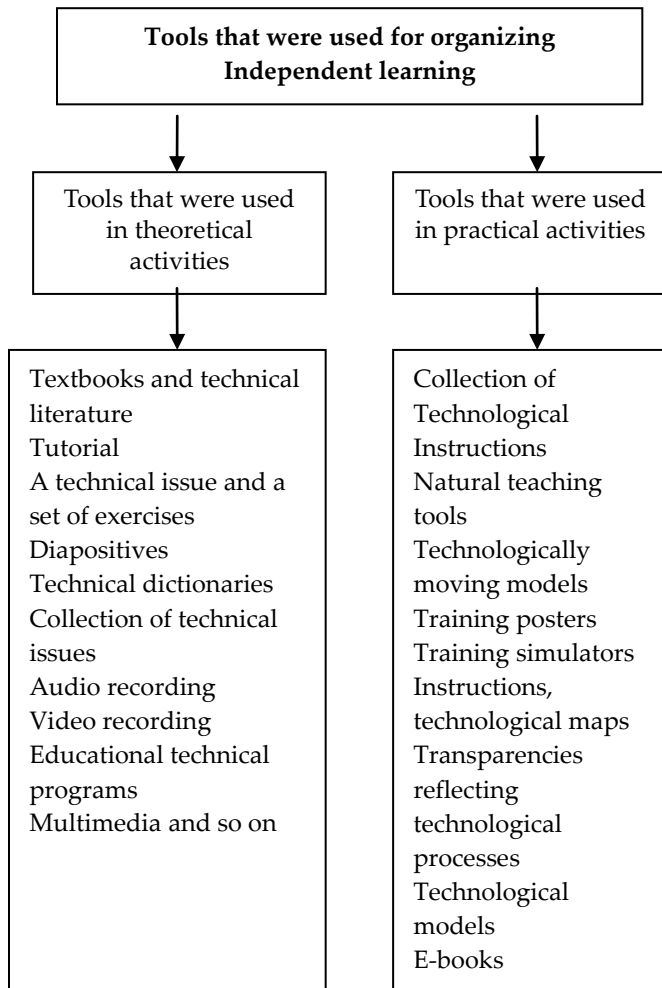 Tools that were used for organizing
Independent learning
Tools that were used
in theoretical
activities
Tools that were used
in practical activities
Textbooks and technical
literature
Tutorial
A technical issue and a
set of exercises
Diapositives
Technical dictionaries
Collection of technical
issues
Audio recording
Video recording
Educational technical
programs
Multimedia and so on
Collection of
Technological
Instructions
Natural teaching
tools
Technologically
moving models
Training posters
Training simulators
Instructions,
technological maps
Transparencies
reflecting
technological
processes
Technological
models
E-books